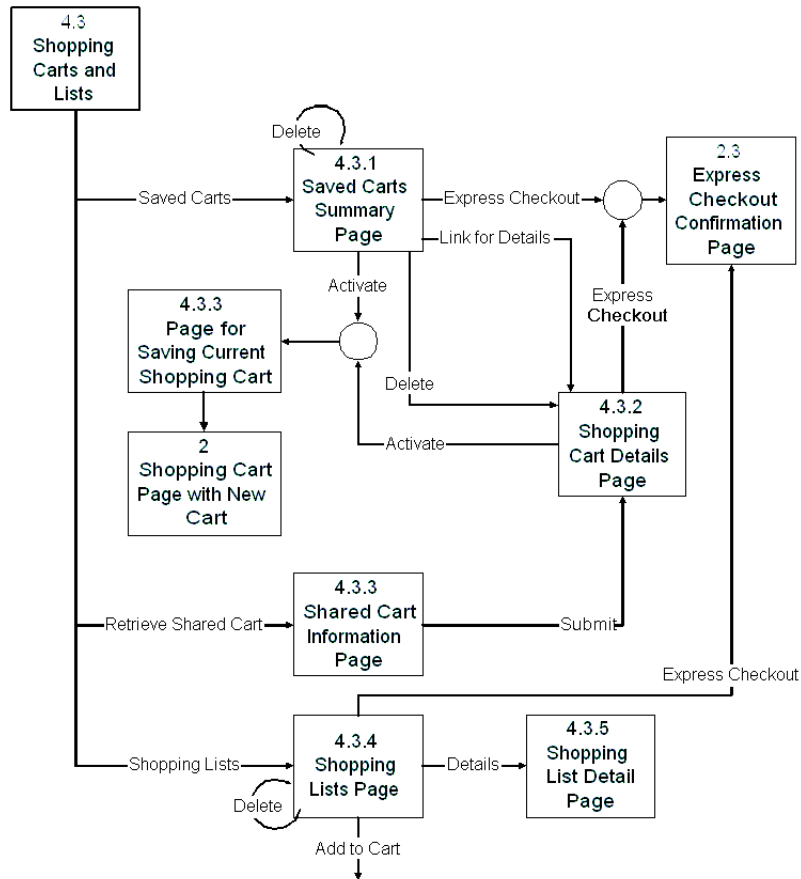 4.3
Shopping
Carts and
Lists
Delete
4.3.1
Saved Carts
Summary
Page
2.3
Express
Checkout
Confirmation
Page
Saved Carts
Express Checkout
Link for Details
Activate
4.3.3
Page for
Saving Current
Shopping Cart
Express
Checkout
Delete
4.3.2
Shopping
Cart Details
Page
Activate
2
Shopping Cart
Page with New
Cart
4.3.3
Shared Cart
Information
Page
Retrieve Shared Cart
Submit
Express Checkout
4.3.4
Shopping
Lists Page
4.3.5
Shopping
List Detail
Page
Shopping Lists
Details
Delete
Add to Cart